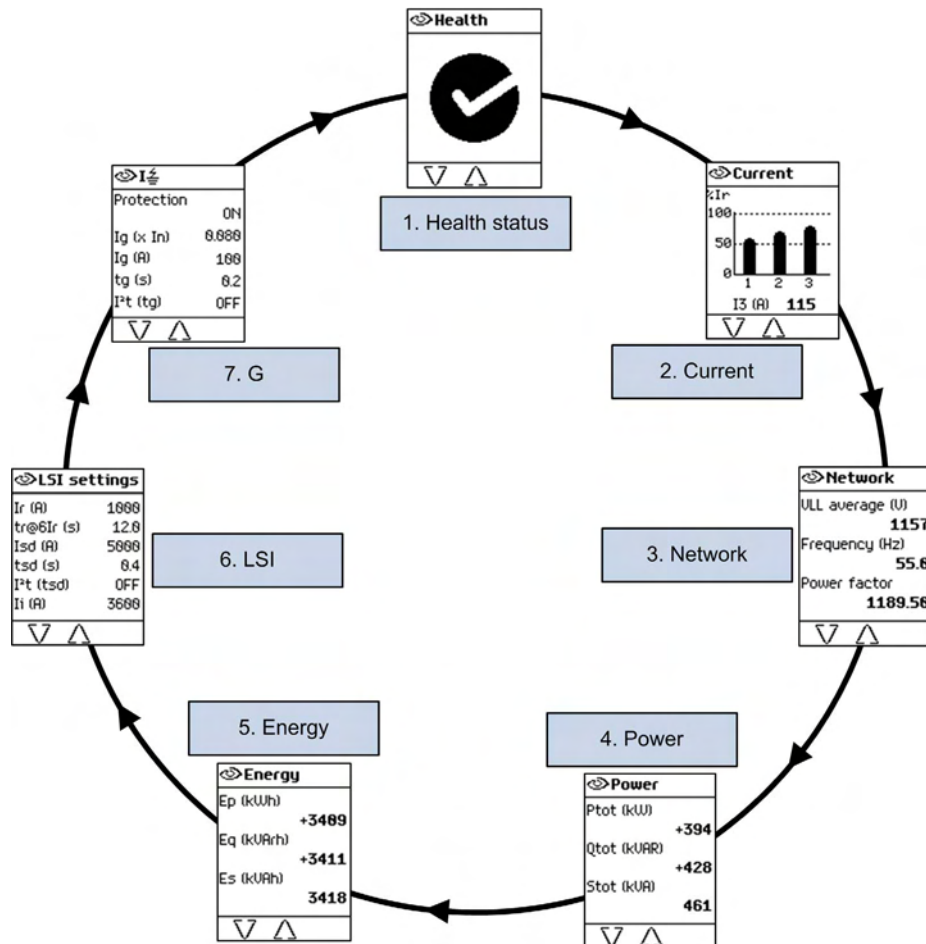 Health
1. Health status
Current
%Ir
100
50
0
1 2 3
I3 (A) 115
2. Current
Network
VLL average (V)
1157
Frequency (Hz)
55.0
Power factor
1189.50
3. Network
4. Power
Power
Ptot (kW)
+394
Qtot (kVAR)
+428
Stot (kVA)
461
5. Energy
Energy
Ep (kWh)
+3409
Eq (kVArh)
+3411
Es (kVAh)
3418
LSI settings
Ir (A) 1000
tr@6Ir (s) 12.0
Isd (A) 5000
tsd (s) 0.4
I²t (tsd) OFF
Ii (A) 3600
6. LSI
I
Protection
ON
Ig (x In) 0.080
Ig (A) 100
tg (s) 0.2
I²t (tg) OFF
7. G